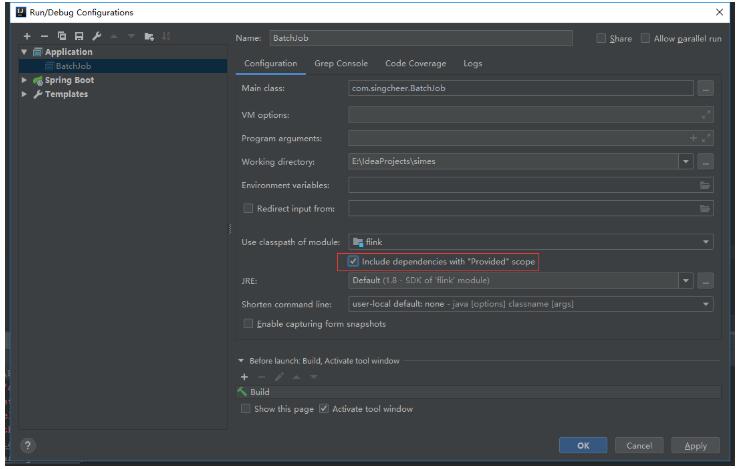 Run/Debug Configurations
Application
BatchJob
Spring Boot
Templates
Name: BatchJob
Share
Allow parallel run
Configuration Grep Console Code Coverage Logs
Main class: com.singcheer.BatchJob ...
VM options:
Program arguments:
Working directory: E:\IdeaProjects\simes ...
Environment variables:
Redirect input from:
Use classpath of module: flink
Include dependencies with "Provided" scope
JRE: Default (1.8 - SDK of 'flink' module) ...
Shorten command line: user-local default: none - java [options] classname [args]
Enable capturing form snapshots
Before launch: Build, Activate tool window
Build
Show this page Activate tool window
? OK Cancel Apply